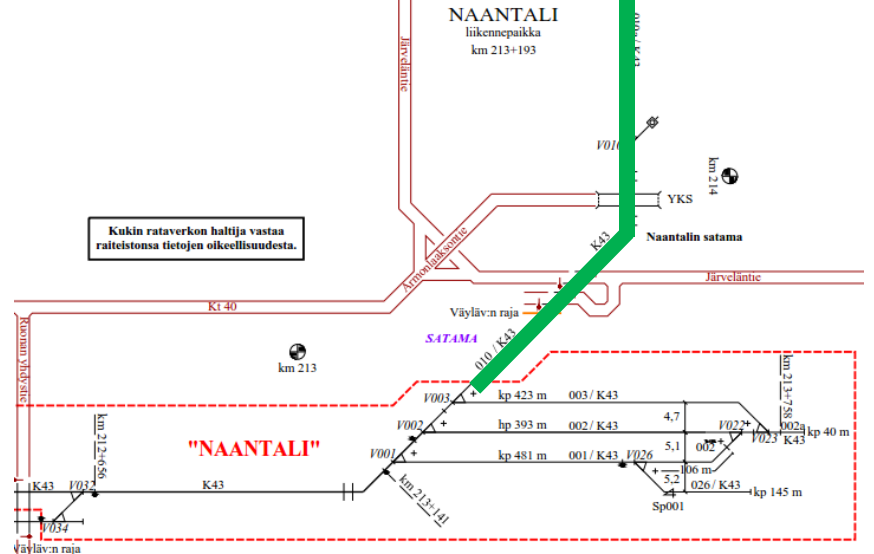 NAANTALI
liikennepaikka
km 213+193
Järveläntie
V010
km 214
YKS
Naantalin satama
K43
Kukin rataverkon haltija vastaa
raiteistonsa tietojen oikeellisuudesta.
Armonlaaksontie
Järveläntie
Kt 40
Väyläv:n raja
SATAMA
010 / K43
Ruonan yhdystie
km 213
V003
kp 423 m
003 / K43
km 213+758
4,7
V002
hp 393 m
002 / K43
V022
V023
002a
K43
kp 40 m
km 212+656
"NAANTALI"
V001
kp 481 m
001 / K43
V026
5,1
002
106 m
5,2
026 / K43
kp 145 m
Sp001
K43
V032
K43
km 213+141
V034
Väyläv:n raja